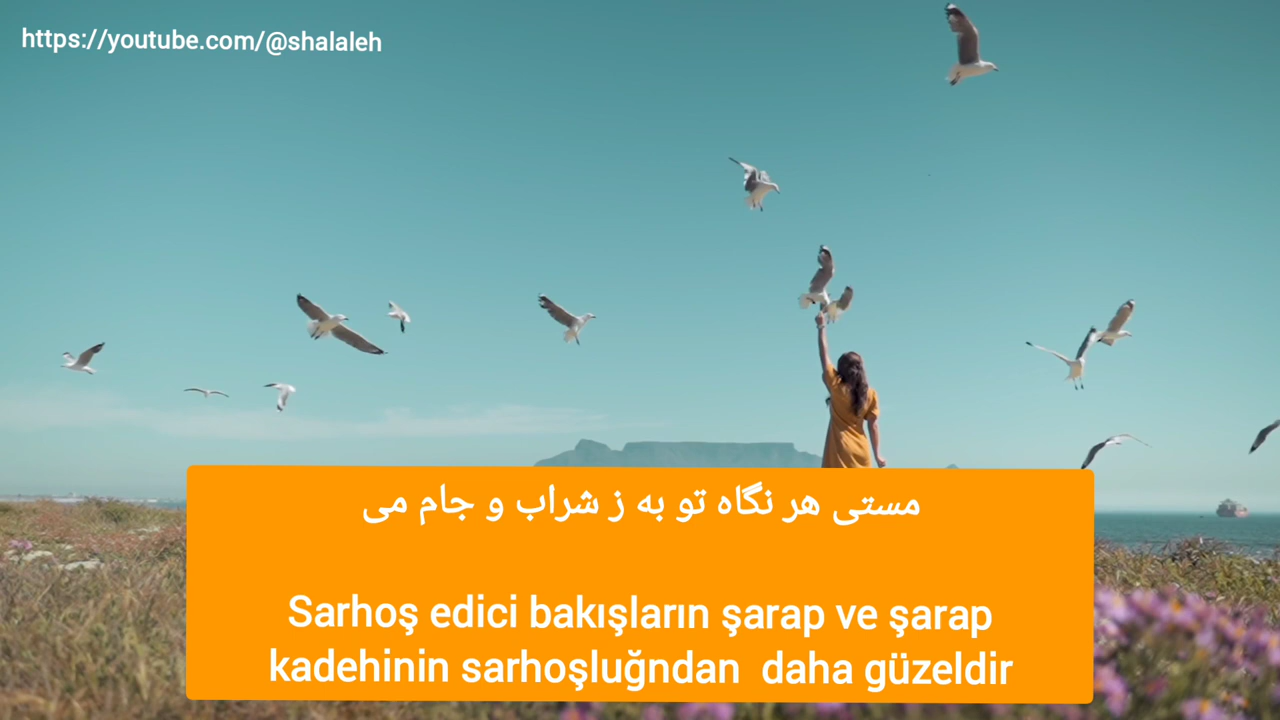 https://youtube.com/@shalaleh
مستی هر نگاه تو به ز شراب و جام می
Sarhoş edici bakışların şarap ve şarap
kadehinin sarhoşluğndan  daha güzeldir